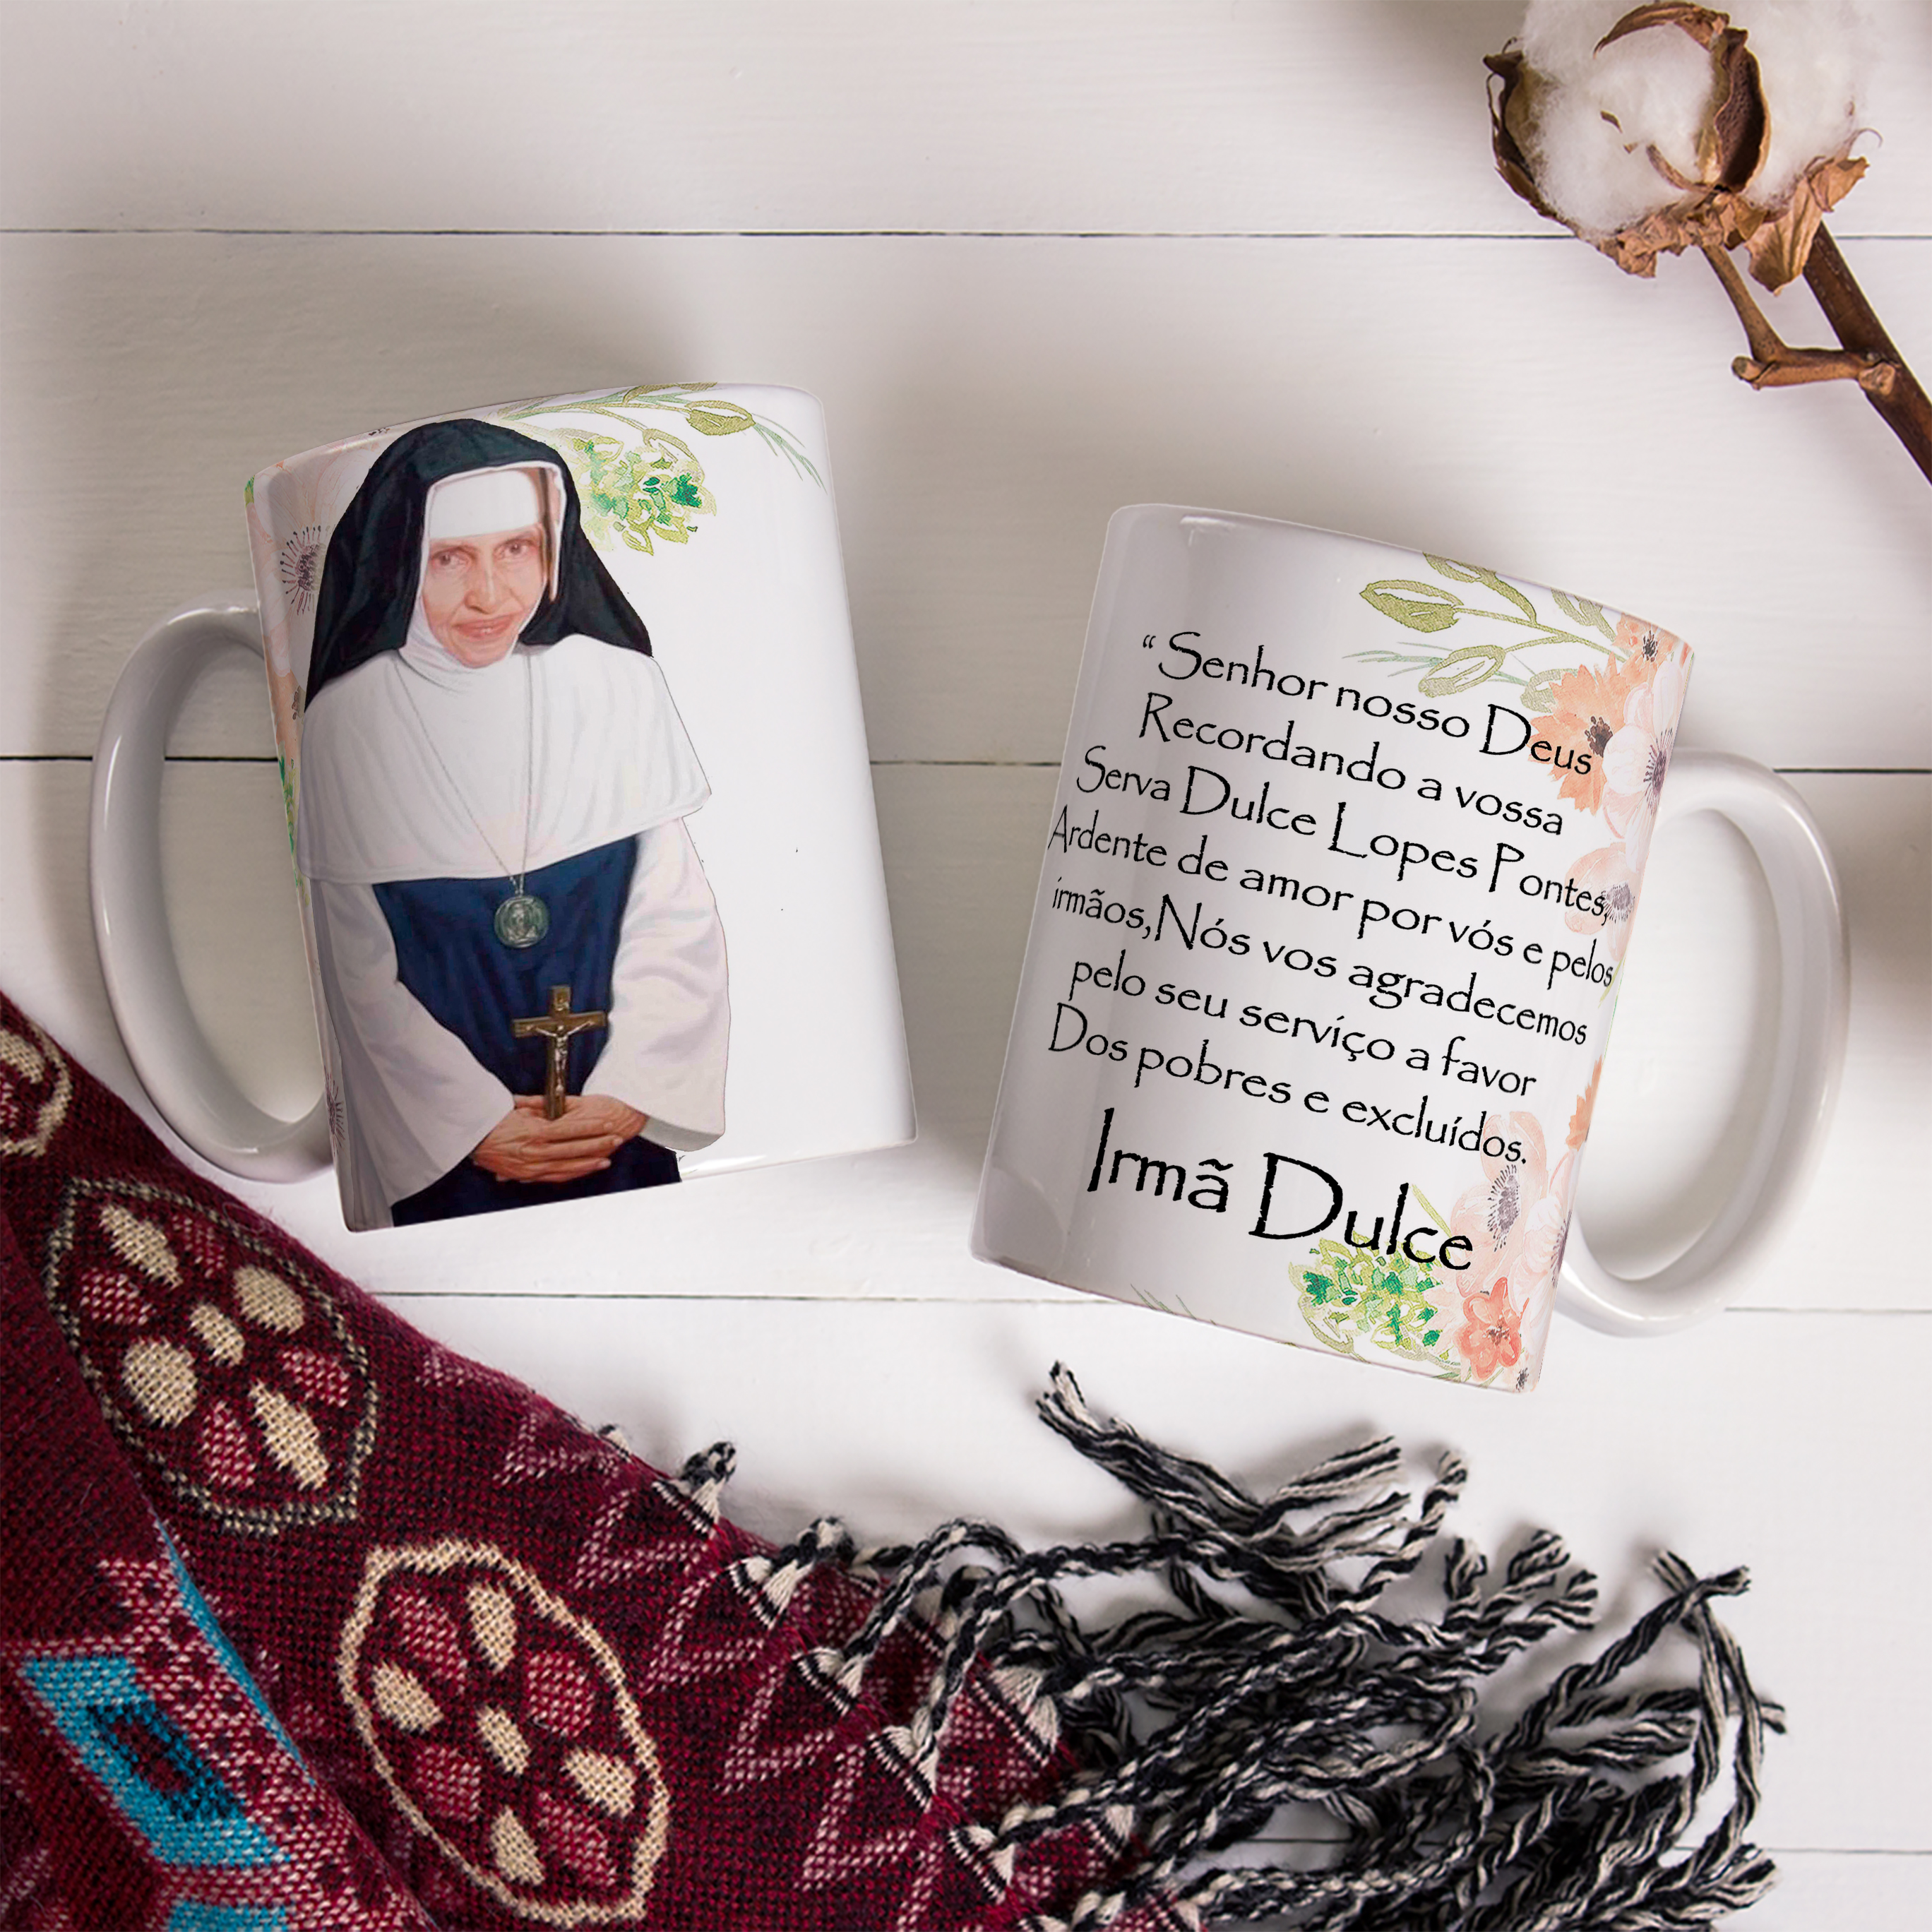 “ Senhor nosso Deus
Recordando a vossa
Serva Dulce Lopes Pontes,
Ardente de amor por vós e pelos
irmãos,Nós vos agradecemos
pelo seu serviço a favor
Dos pobres e excluídos.
Irmã Dulce